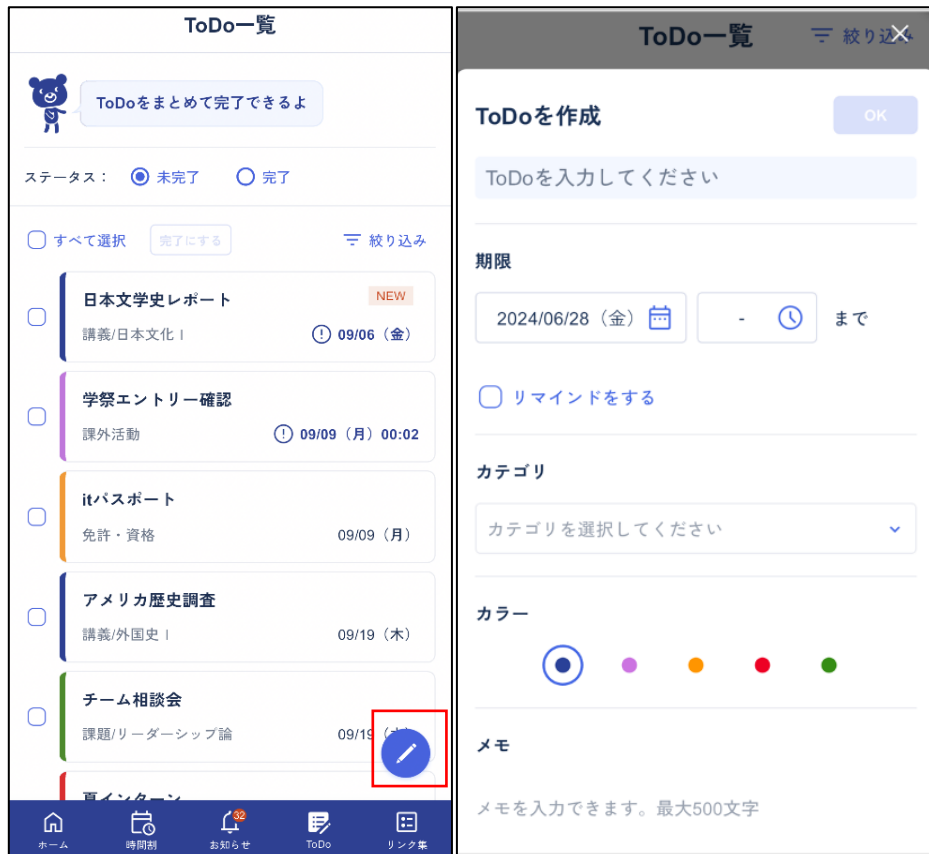 ToDo一覧
ToDoをまとめて完了できるよ
ステータス： 未完了 完了
すべて選択 完了にする 絞り込み
日本文学史レポート NEW
講義/日本文化Ⅰ 09/06（金）
学祭エントリー確認
課外活動 09/09（月）00:02
itパスポート
免許・資格 09/09（月）
アメリカ歴史調査
講義/外国史Ⅰ 09/19（木）
チーム相談会
課題/リーダーシップ論 09/19
夏インターン
32
ホーム 時間割 お知らせ ToDo リンク集
ToDo一覧 絞り込み
ToDoを作成 OK
ToDoを入力してください
期限
2024/06/28（金） - まで
リマインドをする
カテゴリ
カテゴリを選択してください
カラー
メモ
メモを入力できます。最大500文字